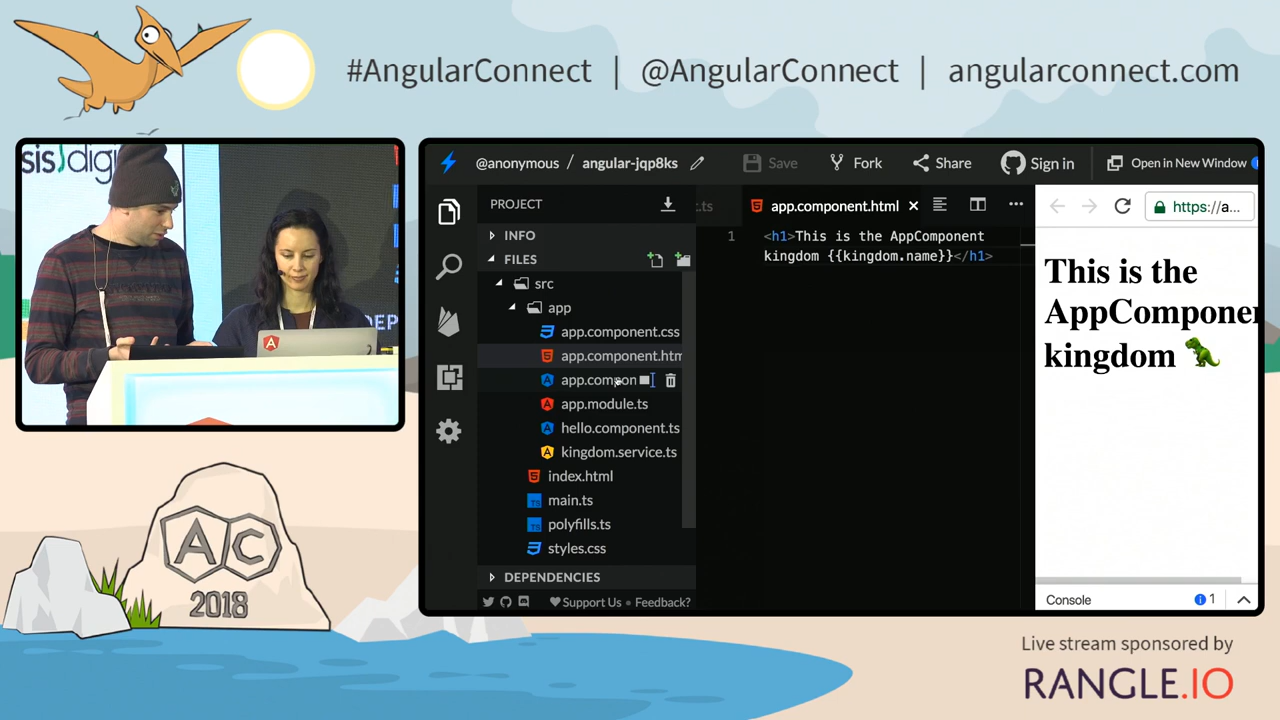 #AngularConnect | @AngularConnect | angularconnect.com
sis digi
DEP
@anonymous / angular-jqp8ks
Save
Fork
Share
Sign in
Open in New Window
PROJECT
INFO
FILES
src
app
app.component.css
app.component.htm
app.compon
app.module.ts
hello.component.ts
kingdom.service.ts
index.html
main.ts
polyfills.ts
styles.css
DEPENDENCIES
Support Us • Feedback?
.ts
app.component.html
1 <h1>This is the AppComponent
kingdom {{kingdom.name}}</h1>
https://a...
This is the
AppComponen
kingdom 🦖
Console
1
AC
2018
Live stream sponsored by
RANGLE.IO